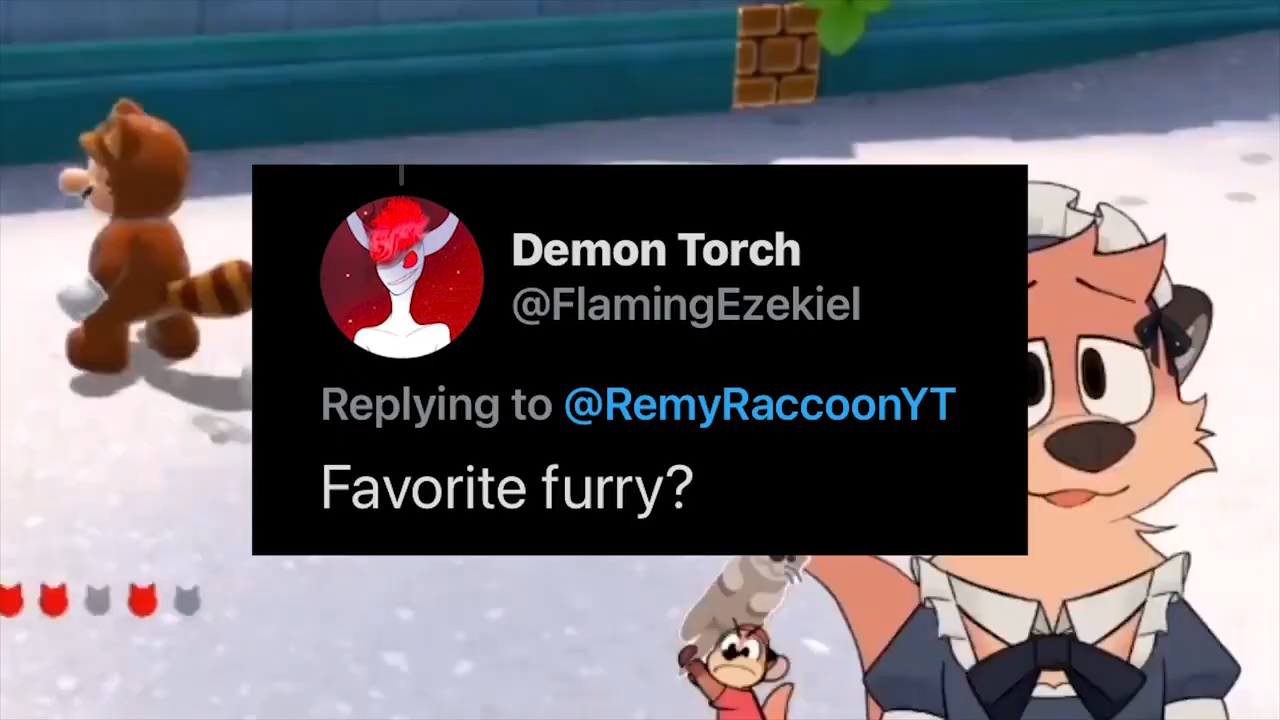 Demon Torch
@FlamingEzekiel
Replying to @RemyRaccoonYT
Favorite furry?